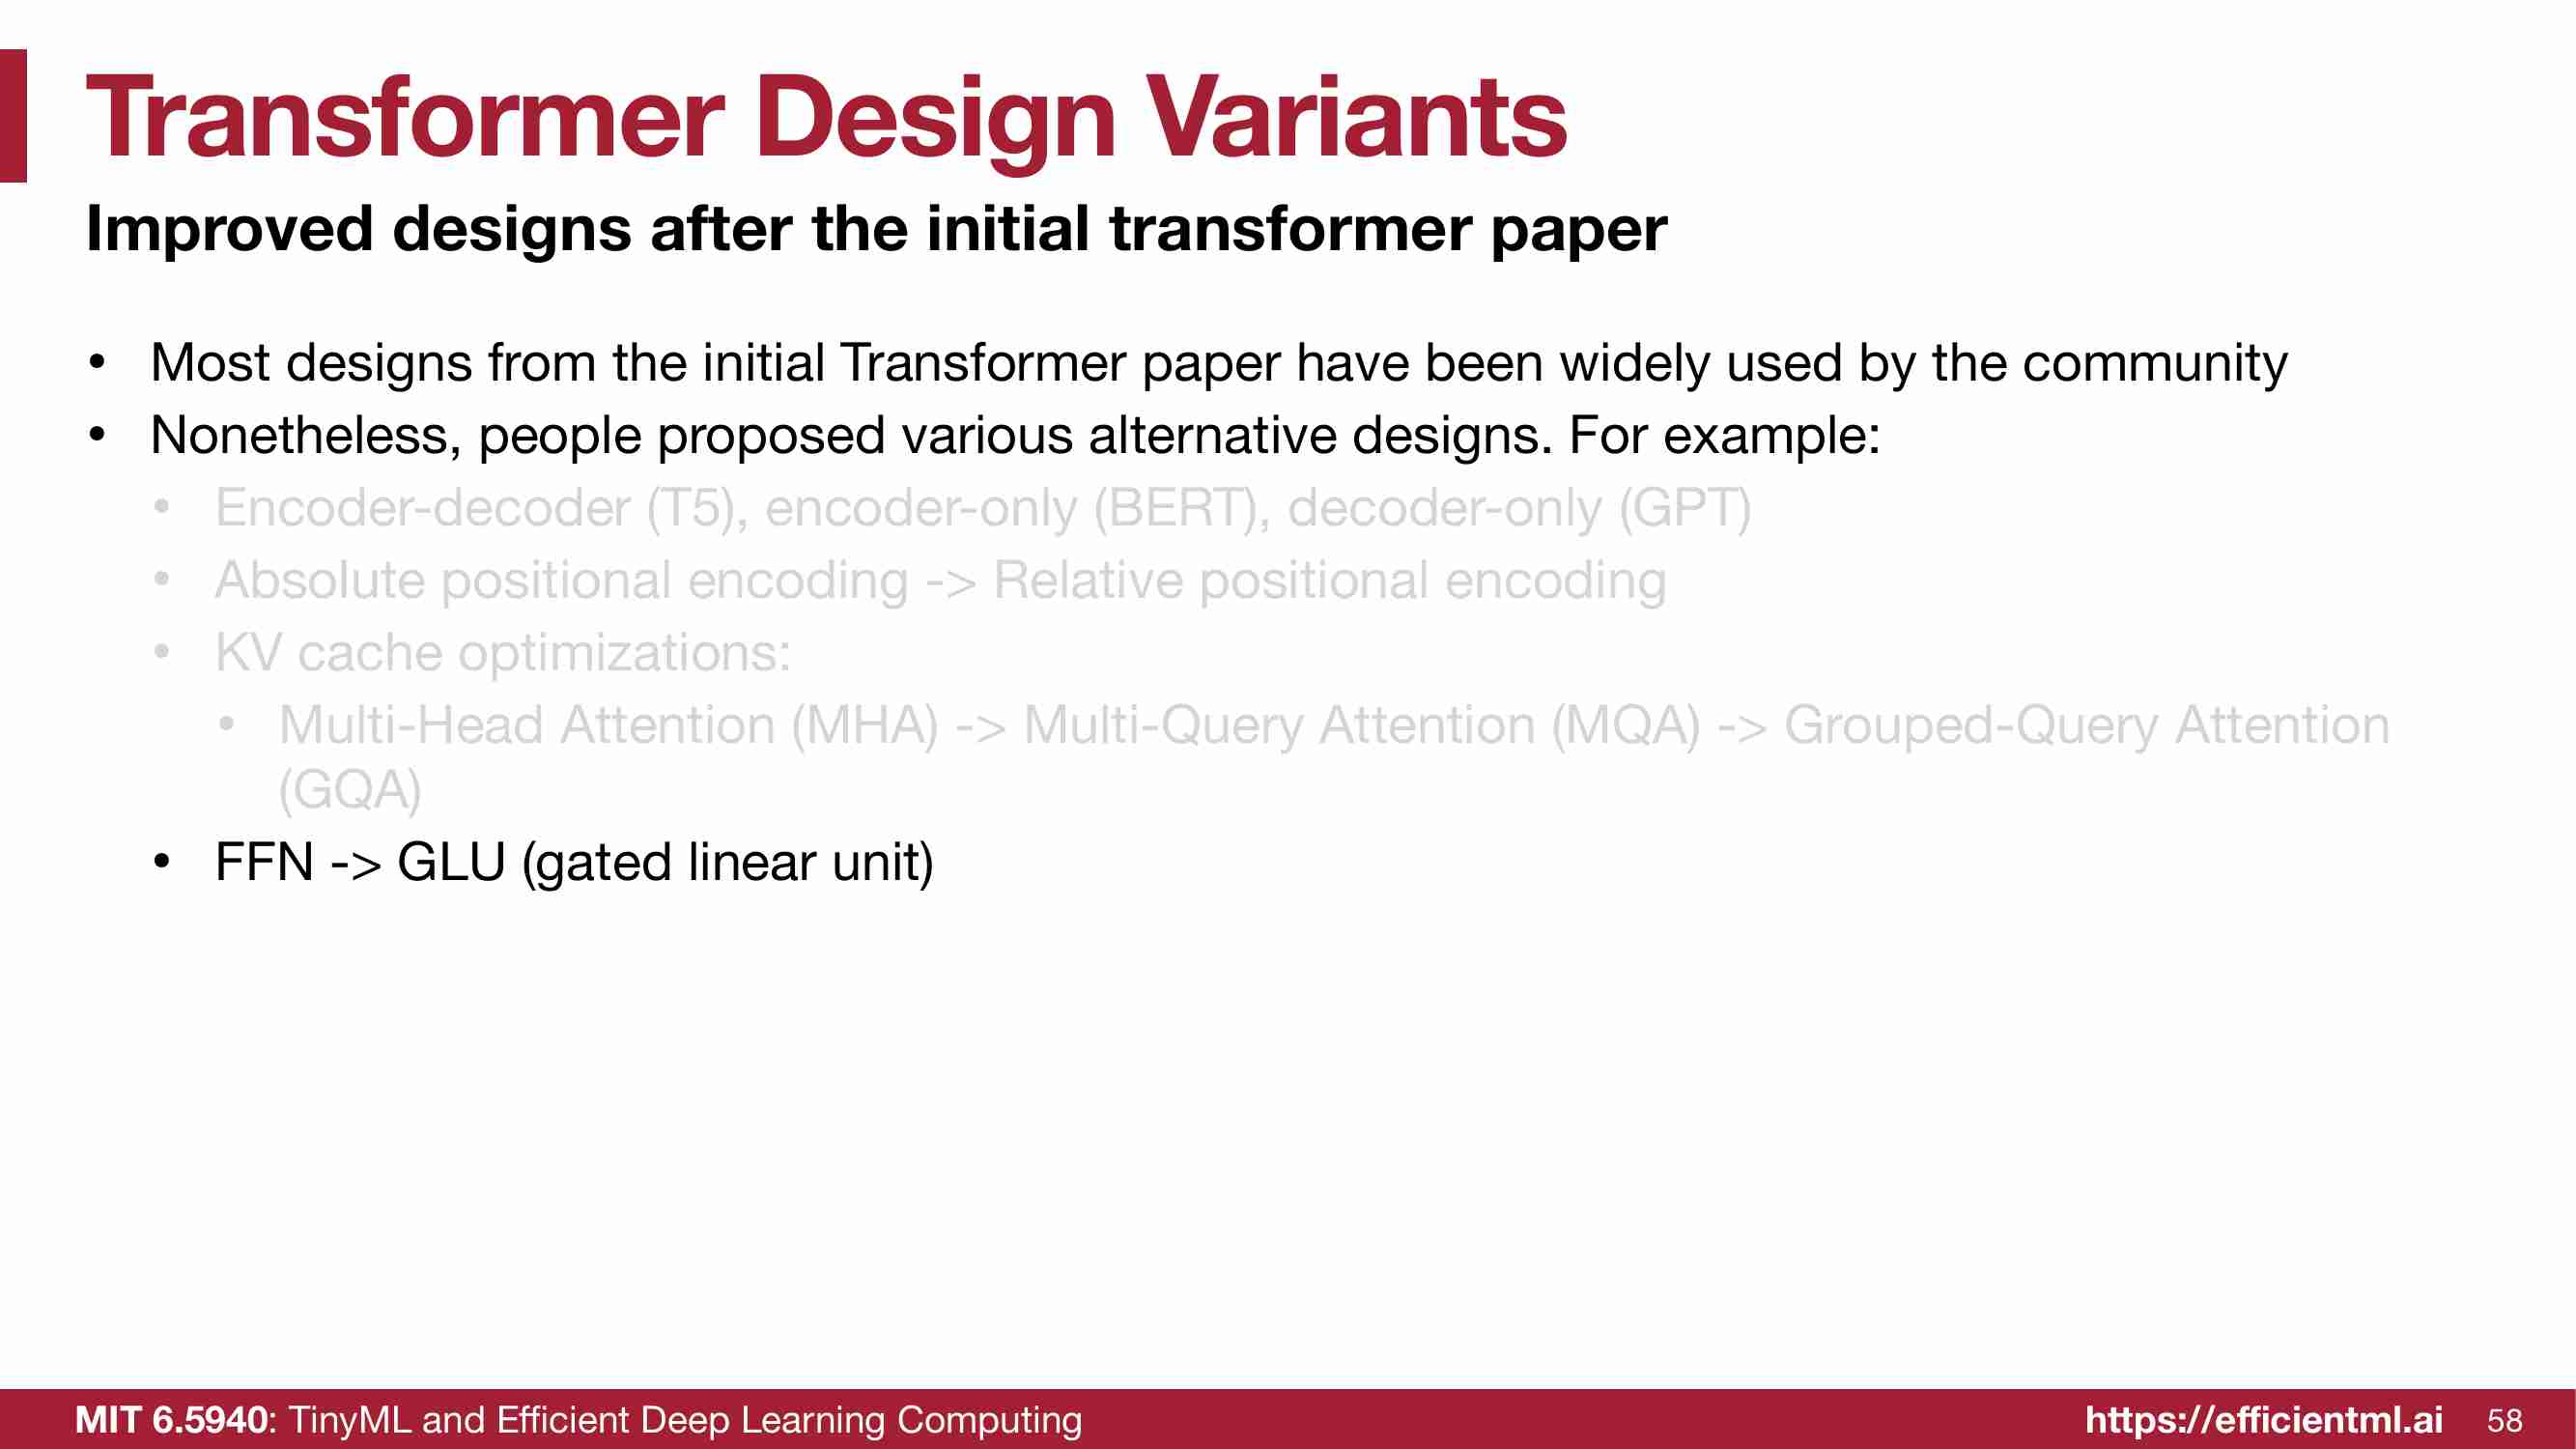 Transformer Design Variants
Improved designs after the initial transformer paper
• Most designs from the initial Transformer paper have been widely used by the community
• Nonetheless, people proposed various alternative designs. For example:
• Encoder-decoder (T5), encoder-only (BERT), decoder-only (GPT)
• Absolute positional encoding -> Relative positional encoding
• KV cache optimizations:
• Multi-Head Attention (MHA) -> Multi-Query Attention (MQA) -> Grouped-Query Attention
(GQA)
• FFN -> GLU (gated linear unit)
MIT 6.5940: TinyML and Efficient Deep Learning Computing
https://efficientml.ai 58